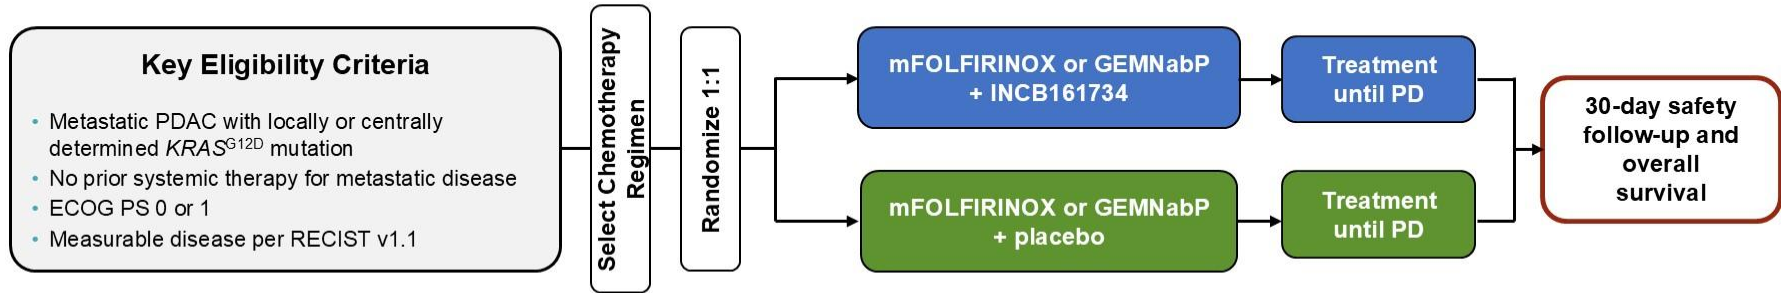 Key Eligibility Criteria
• Metastatic PDAC with locally or centrally
determined KRASG12D mutation
• No prior systemic therapy for metastatic disease
• ECOG PS 0 or 1
• Measurable disease per RECIST v1.1
Select Chemotherapy
Regimen
Randomize 1:1
mFOLFIRINOX or GEMNabP
+ INCB161734
Treatment
until PD
mFOLFIRINOX or GEMNabP
+ placebo
Treatment
until PD
30-day safety
follow-up and
overall
survival